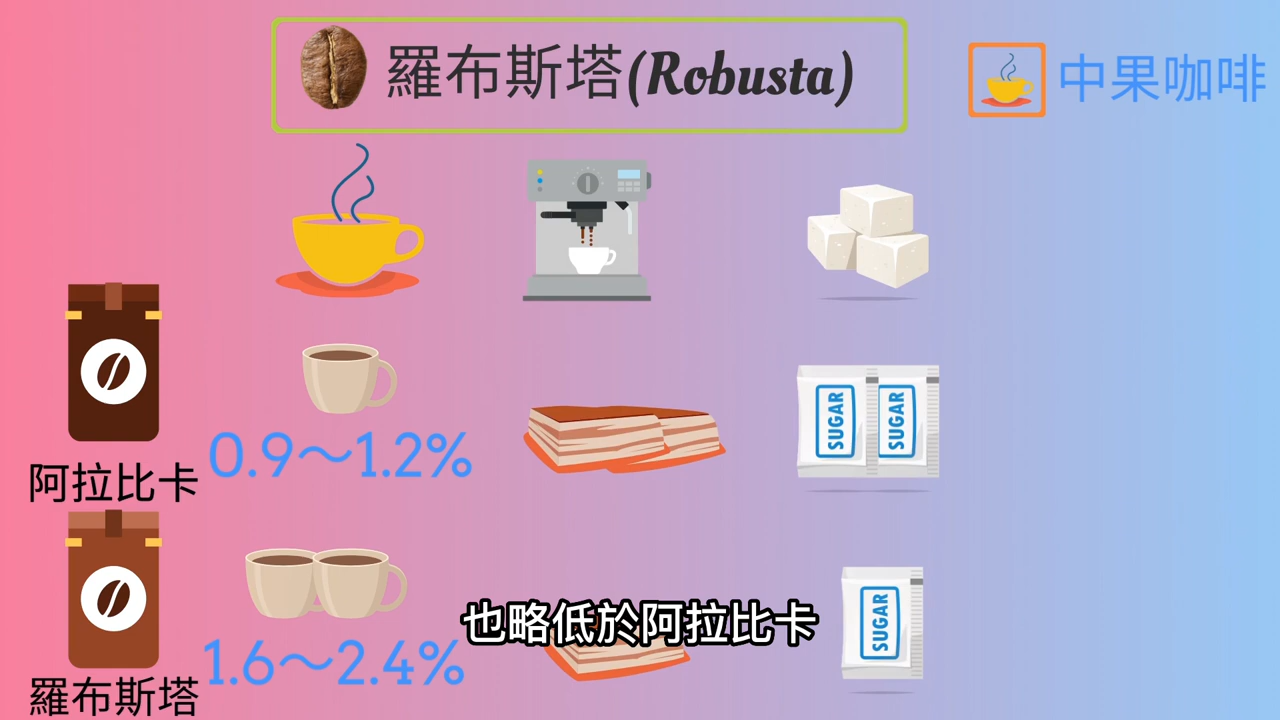 羅布斯塔(Robusta)
中果咖啡
阿拉比卡
0.9～1.2%
SUGAR
SUGAR
羅布斯塔
1.6～2.4%
也略低於阿拉比卡
SUGAR